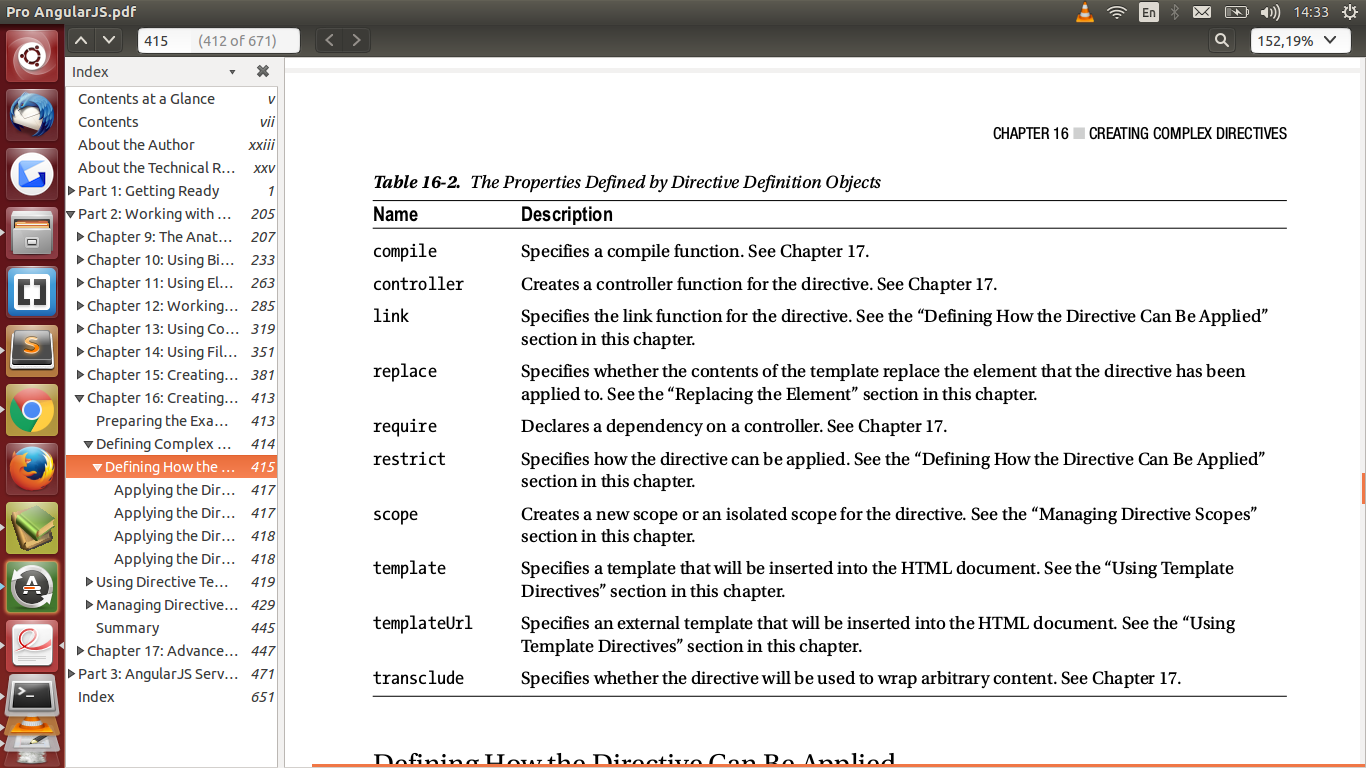 Pro AngularJS.pdf
En
14:33
415 (412 of 671)
152,19%
Index
Contents at a Glance v
Contents vii
About the Author xxiii
About the Technical R... xxv
Part 1: Getting Ready 1
Part 2: Working with ... 205
Chapter 9: The Anat... 207
Chapter 10: Using Bi... 233
Chapter 11: Using El... 263
Chapter 12: Working... 285
Chapter 13: Using Co... 319
Chapter 14: Using Fil... 351
Chapter 15: Creating... 381
Chapter 16: Creating... 413
Preparing the Exa... 413
Defining Complex ... 414
Defining How the ... 415
Applying the Dir... 417
Applying the Dir... 417
Applying the Dir... 418
Applying the Dir... 418
Using Directive Te... 419
Managing Directive... 429
Summary 445
Chapter 17: Advance... 447
Part 3: AngularJS Serv... 471
Index 651
CHAPTER 16 CREATING COMPLEX DIRECTIVES
Table 16-2. The Properties Defined by Directive Definition Objects
Name Description
compile Specifies a compile function. See Chapter 17.
controller Creates a controller function for the directive. See Chapter 17.
link Specifies the link function for the directive. See the “Defining How the Directive Can Be Applied”
section in this chapter.
replace Specifies whether the contents of the template replace the element that the directive has been
applied to. See the “Replacing the Element” section in this chapter.
require Declares a dependency on a controller. See Chapter 17.
restrict Specifies how the directive can be applied. See the “Defining How the Directive Can Be Applied”
section in this chapter.
scope Creates a new scope or an isolated scope for the directive. See the “Managing Directive Scopes”
section in this chapter.
template Specifies a template that will be inserted into the HTML document. See the “Using Template
Directives” section in this chapter.
templateUrl Specifies an external template that will be inserted into the HTML document. See the “Using
Template Directives” section in this chapter.
transclude Specifies whether the directive will be used to wrap arbitrary content. See Chapter 17.
Defining How the Directive Can Be Applied